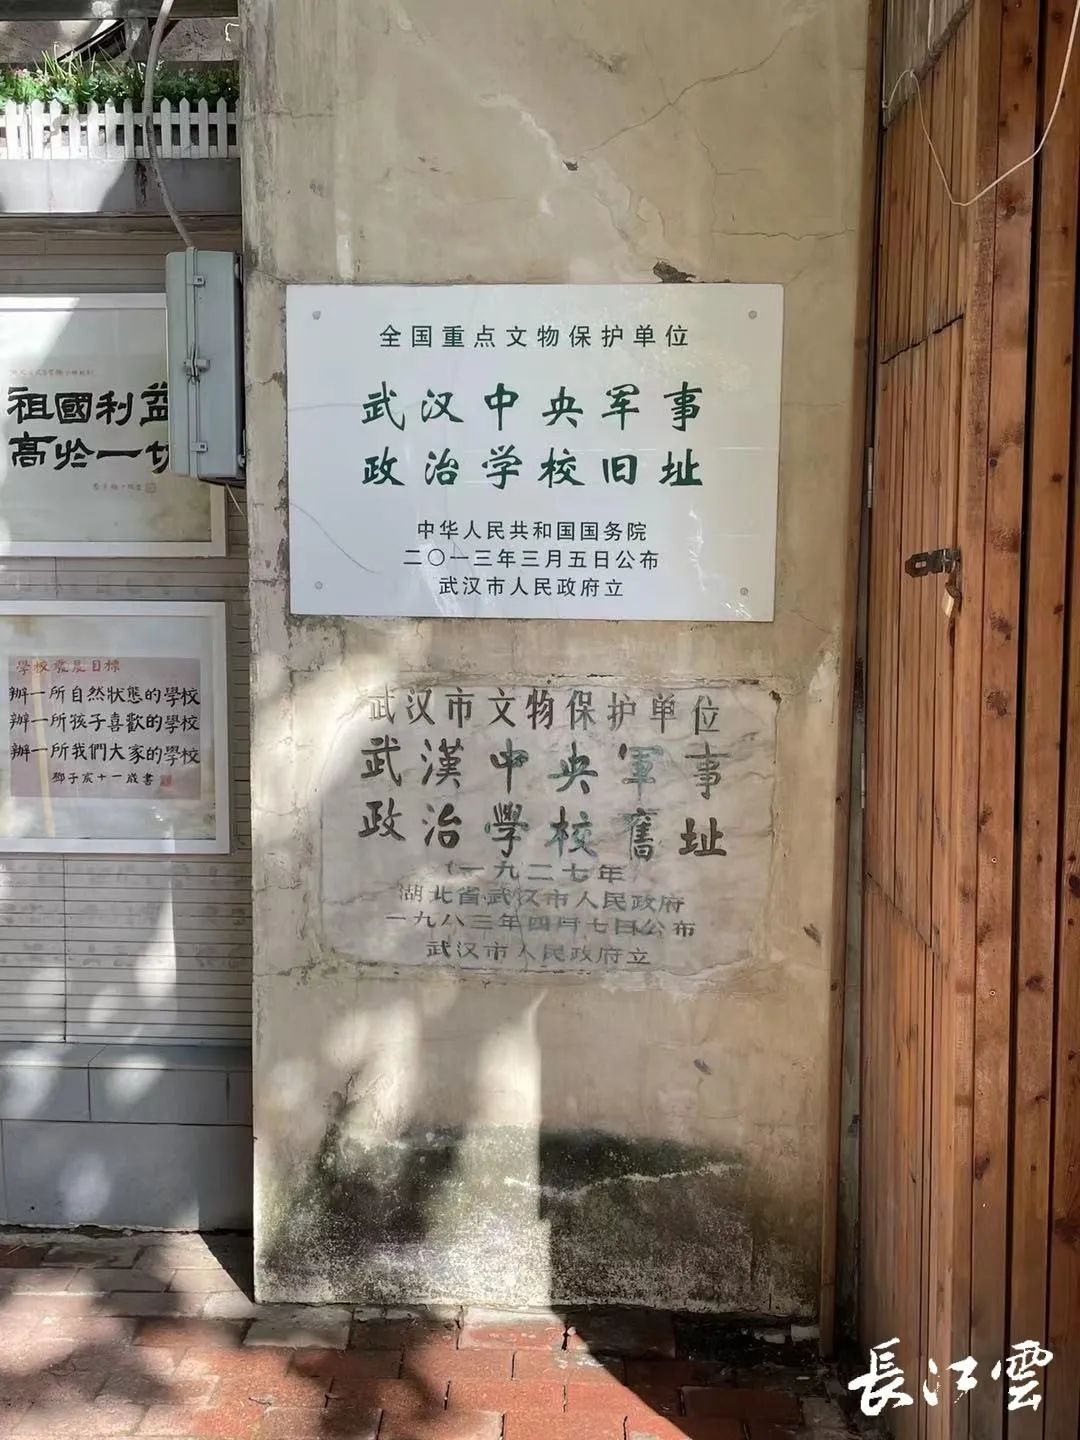 全国重点文物保护单位
武汉中央军事
政治学校旧址
中华人民共和国国务院
二〇一三年三月五日公布
武汉市人民政府立
武汉市文物保护单位
武漢中央軍事
政治學校舊址
(一九二七年)
湖北省武汉市人民政府
一九八三年四月七日公布
武汉市人民政府立
祖國利益
高於一切
學校發展目標
辦一所自然狀態的學校
辦一所孩子喜歡的學校
辦一所我們大家的學校
長江雲